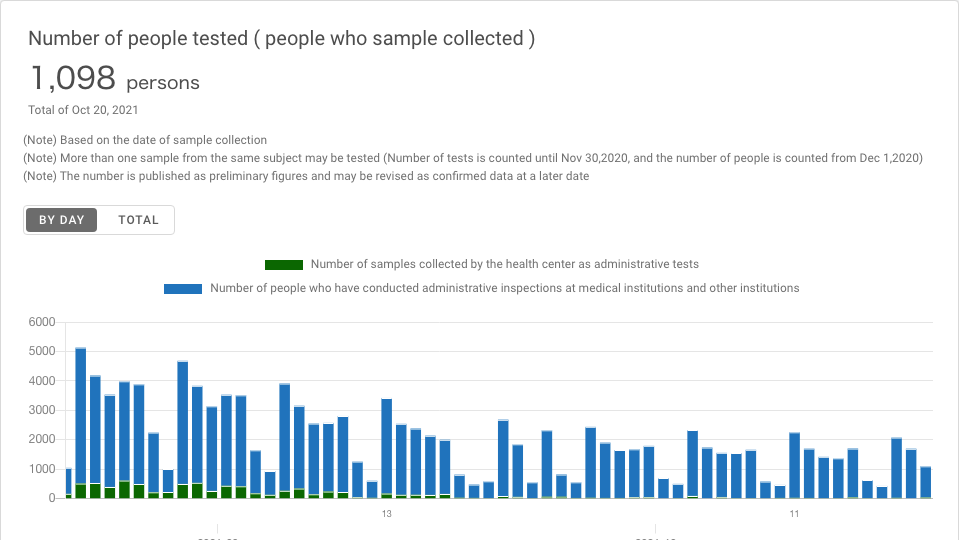 Number of people tested ( people who sample collected )
1,098 persons
Total of Oct 20, 2021
(Note) Based on the date of sample collection
(Note) More than one sample from the same subject may be tested (Number of tests is counted until Nov 30,2020, and the number of people is counted from Dec 1,2020)
(Note) The number is published as preliminary figures and may be revised as confirmed data at a later date
BY DAY TOTAL
Number of samples collected by the health center as administrative tests
Number of people who have conducted administrative inspections at medical institutions and other institutions
6000
5000
4000
3000
2000
1000
0
13 11